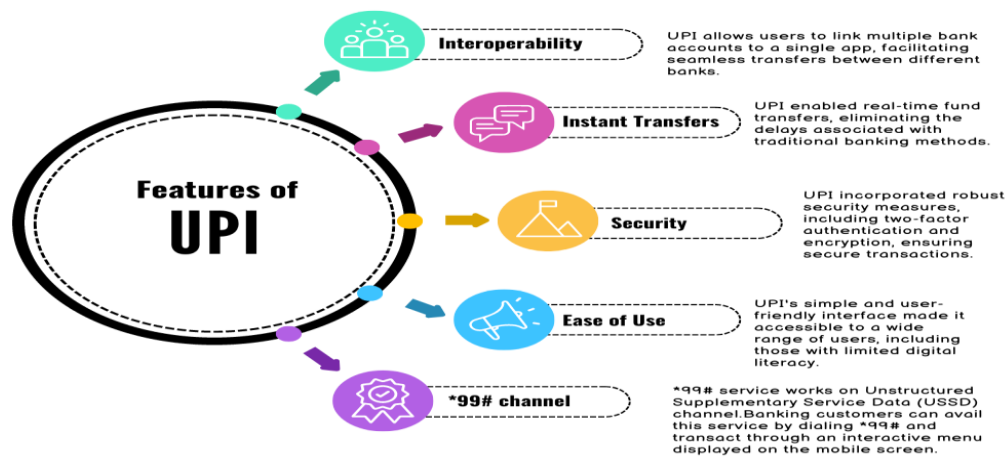 Features of
UPI
Interoperability
UPI allows users to link multiple bank
accounts to a single app, facilitating
seamless transfers between different
banks.
Instant Transfers
UPI enabled real-time fund
transfers, eliminating the
delays associated with
traditional banking methods.
Security
UPI incorporated robust
security measures,
including two-factor
authentication and
encryption, ensuring
secure transactions.
Ease of Use
UPI's simple and user-
friendly interface made it
accessible to a wide
range of users, including
those with limited digital
literacy.
*99# channel
*99# service works on Unstructured
Supplementary Service Data (USSD)
channel.Banking customers can avail
this service by dialing *99# and
transact through an interactive menu
displayed on the mobile screen.